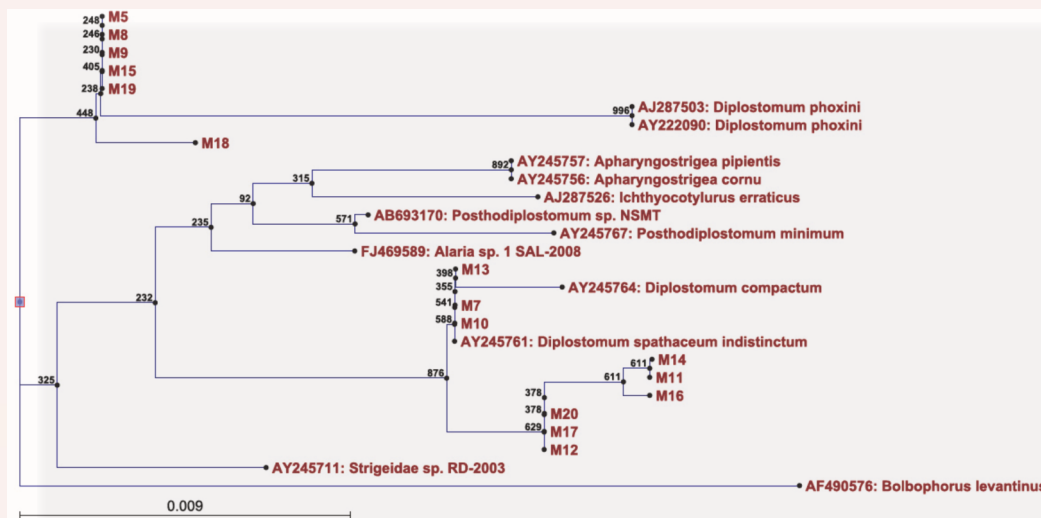 248 M5
246 M8
230 M9
405 M15
238 M19
996 AJ287503: Diplostomum phoxini
448 AY222090: Diplostomum phoxini
M18
892 AY245757: Apharyngostrigea pipientis
315 AY245756: Apharyngostrigea cornu
92 AJ287526: Ichthyocotylurus erraticus
571 AB693170: Posthodiplostomum sp. NSMT
235 AY245767: Posthodiplostomum minimum
FJ469589: Alaria sp. 1 SAL-2008
398 M13
355 AY245764: Diplostomum compactum
232 541 M7
588 M10
AY245761: Diplostomum spathaceum indistinctum
611 M14
325 876 611 M11
378 M16
378 M20
629 M17
M12
AY245711: Strigeidae sp. RD-2003
AF490576: Bolbophorus levantinus
0.009